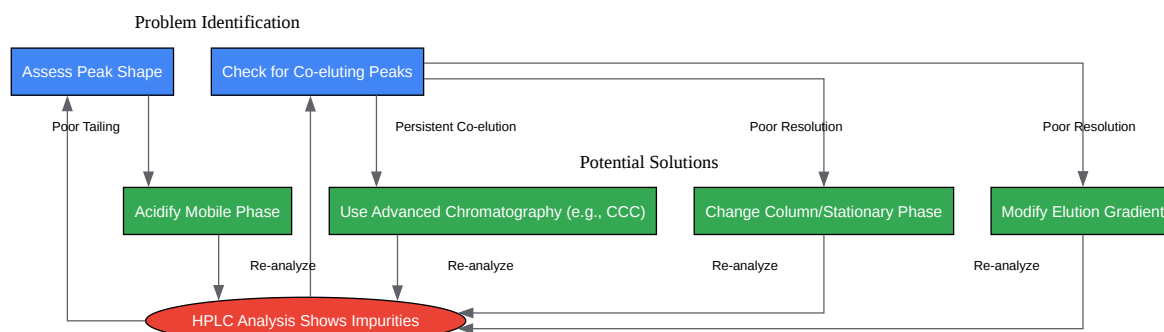 Problem Identification
Assess Peak Shape
Check for Co-eluting Peaks
Poor Tailing
Persistent Co-elution
Poor Resolution
Poor Resolution
Potential Solutions
Acidify Mobile Phase
Use Advanced Chromatography (e.g., CCC)
Change Column/Stationary Phase
Modify Elution Gradient
Re-analyze
Re-analyze
Re-analyze
Re-analyze
HPLC Analysis Shows Impurities